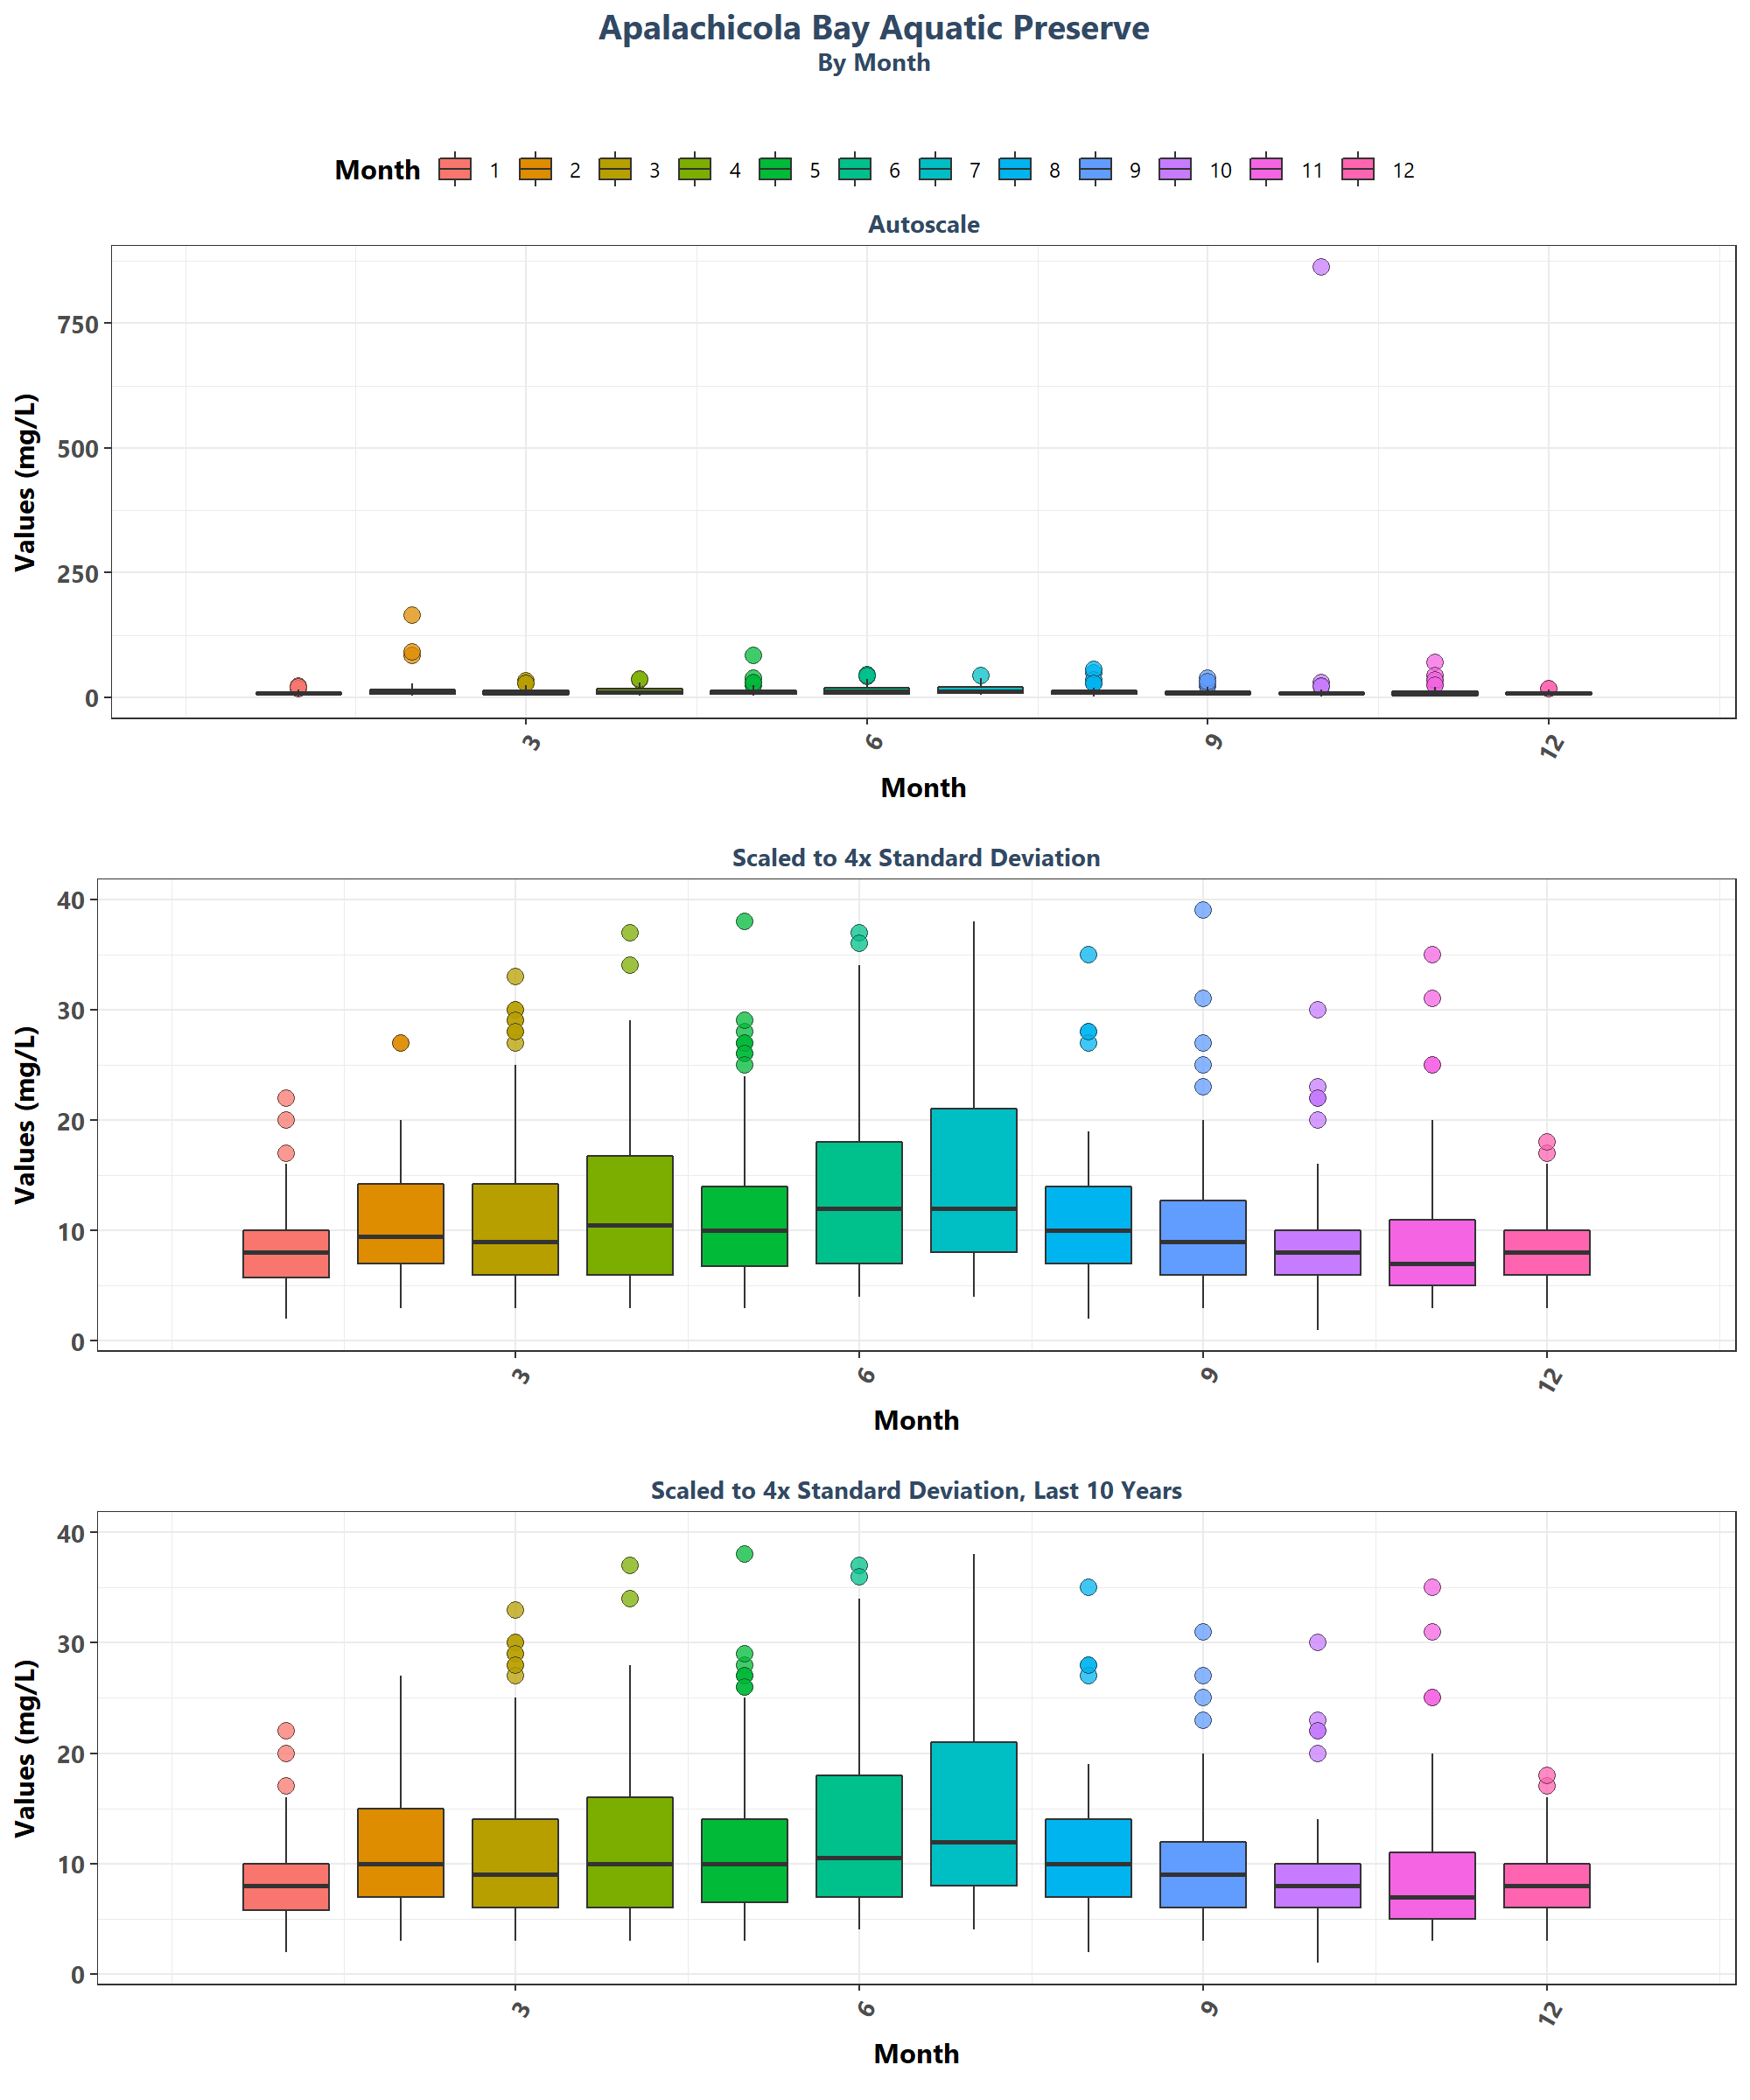 Apalachicola Bay Aquatic Preserve
By Month
Month 1 2 3 4 5 6 7 8 9 10 11 12
Autoscale
Values (mg/L)
750
500
250
0
3 6 9 12
Month
Scaled to 4x Standard Deviation
Values (mg/L)
40
30
20
10
0
3 6 9 12
Month
Scaled to 4x Standard Deviation, Last 10 Years
Values (mg/L)
40
30
20
10
0
3 6 9 12
Month